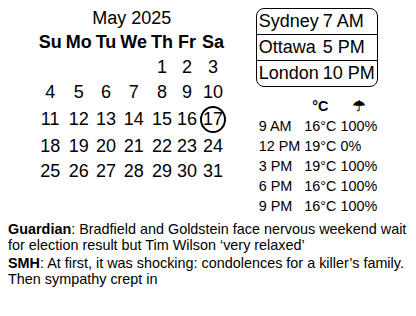 May 2025
Su Mo Tu We Th Fr Sa
1 2 3
4 5 6 7 8 9 10
11 12 13 14 15 16 17
18 19 20 21 22 23 24
25 26 27 28 29 30 31
Sydney 7 AM
Ottawa 5 PM
London 10 PM
°C ☂
9 AM 16°C 100%
12 PM 19°C 0%
3 PM 19°C 100%
6 PM 16°C 100%
9 PM 16°C 100%
Guardian: Bradfield and Goldstein face nervous weekend wait
for election result but Tim Wilson ‘very relaxed’
SMH: At first, it was shocking: condolences for a killer’s family.
Then sympathy crept in